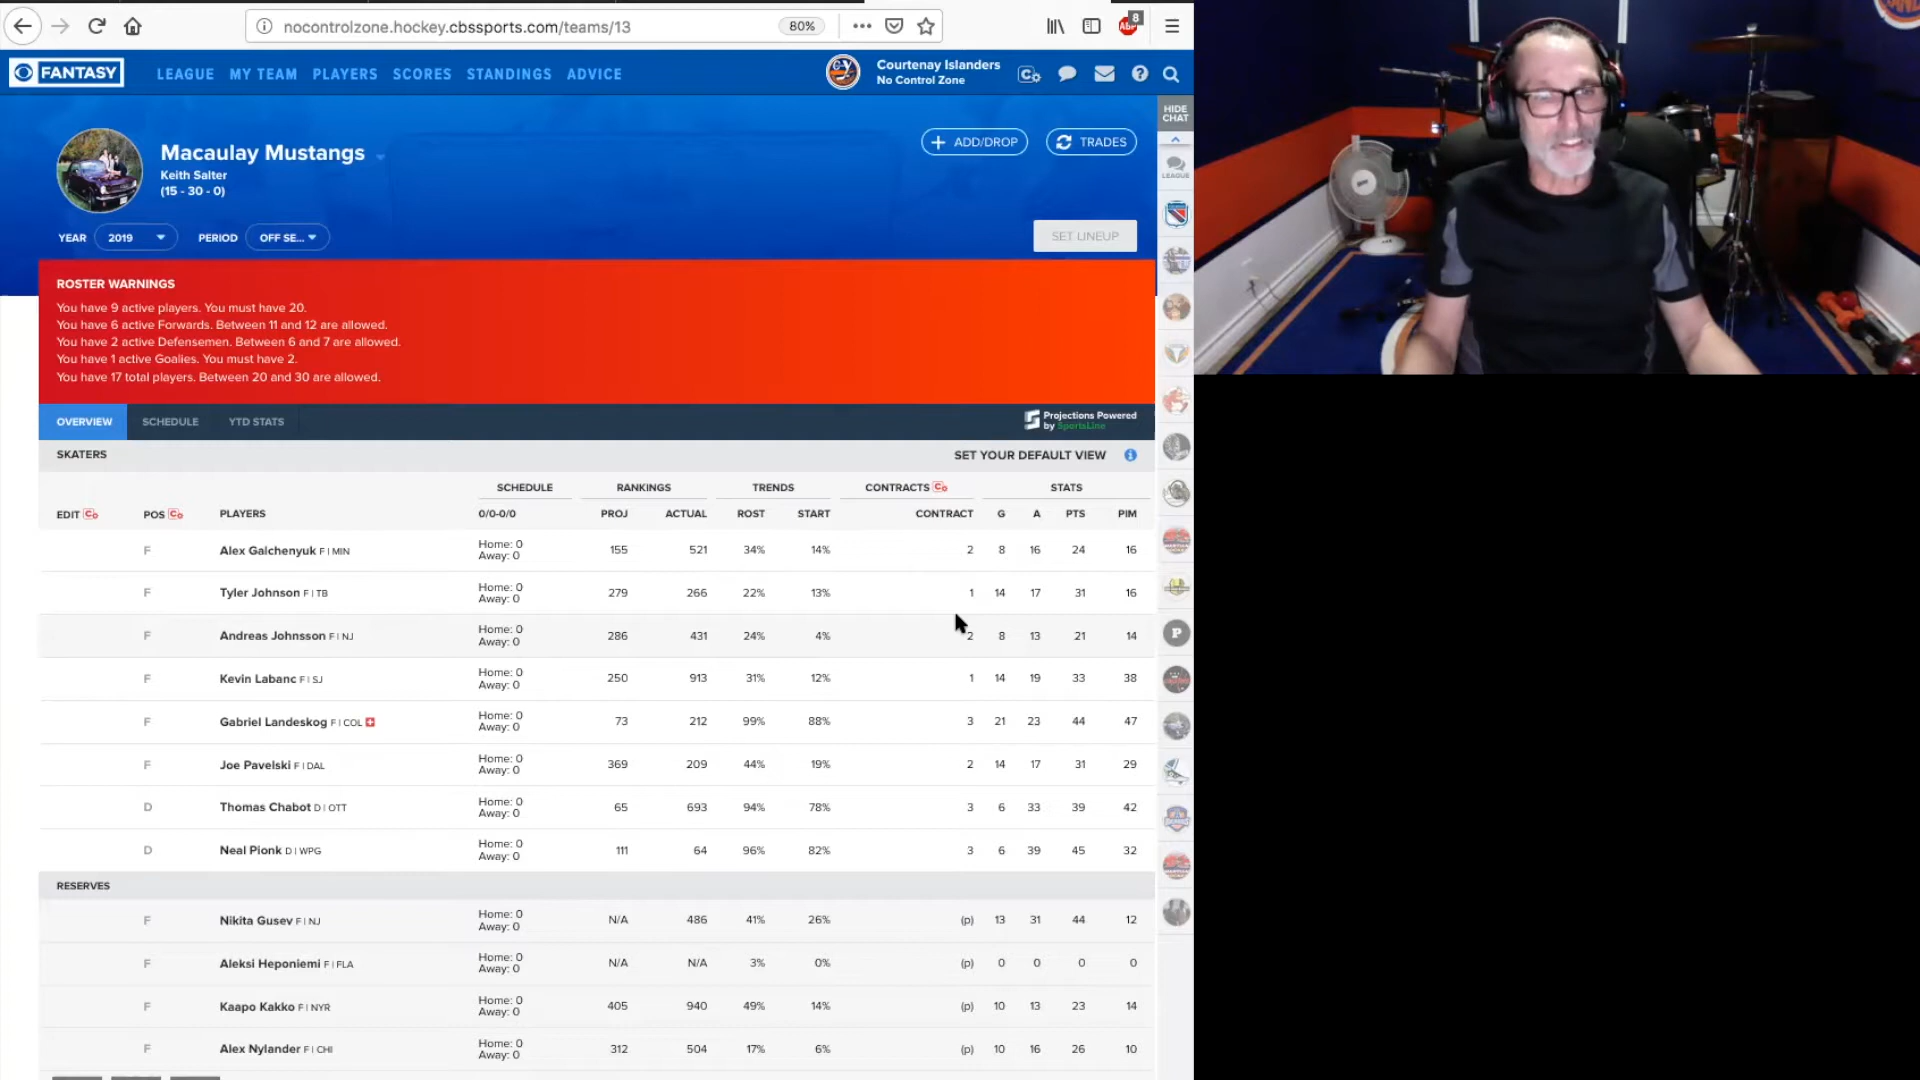 nocontrolzone.hockey.cbssports.com/teams/13
80%
ABP
8
FANTASY
LEAGUE MY TEAM PLAYERS SCORES STANDINGS ADVICE
Courtenay Islanders
No Control Zone
HIDE CHAT
Macaulay Mustangs
Keith Salter
(15 - 30 - 0)
ADD/DROP
TRADES
LEAGUE
YEAR 2019 PERIOD OFF SE...
SET LINEUP
ROSTER WARNINGS
You have 9 active players. You must have 20.
You have 6 active Forwards. Between 11 and 12 are allowed.
You have 2 active Defensemen. Between 6 and 7 are allowed.
You have 1 active Goalies. You must have 2.
You have 17 total players. Between 20 and 30 are allowed.
OVERVIEW SCHEDULE YTD STATS
Projections Powered
by SportsLine
SKATERS
SET YOUR DEFAULT VIEW
SCHEDULE RANKINGS TRENDS CONTRACTS STATS
EDIT POS PLAYERS 0/0-0/0 PROJ ACTUAL ROST START CONTRACT G A PTS PIM
F Alex Galchenyuk F | MIN Home: 0 Away: 0 155 521 34% 14% 2 8 16 24 16
F Tyler Johnson F | TB Home: 0 Away: 0 279 266 22% 13% 1 14 17 31 16
F Andreas Johnsson F | NJ Home: 0 Away: 0 286 431 24% 4% 2 8 13 21 14
F Kevin Labanc F | SJ Home: 0 Away: 0 250 913 31% 12% 1 14 19 33 38
F Gabriel Landeskog F | COL Home: 0 Away: 0 73 212 99% 88% 3 21 23 44 47
F Joe Pavelski F | DAL Home: 0 Away: 0 369 209 44% 19% 2 14 17 31 29
D Thomas Chabot D | OTT Home: 0 Away: 0 65 693 94% 78% 3 6 33 39 42
D Neal Pionk D | WPG Home: 0 Away: 0 111 64 96% 82% 3 6 39 45 32
RESERVES
F Nikita Gusev F | NJ Home: 0 Away: 0 N/A 486 41% 26% (p) 13 31 44 12
F Aleksi Heponiemi F | FLA Home: 0 Away: 0 N/A N/A 3% 0% (p) 0 0 0 0
F Kaapo Kakko F | NYR Home: 0 Away: 0 405 940 49% 14% (p) 10 13 23 14
F Alex Nylander F | CHI Home: 0 Away: 0 312 504 17% 6% (p) 10 16 26 10
P